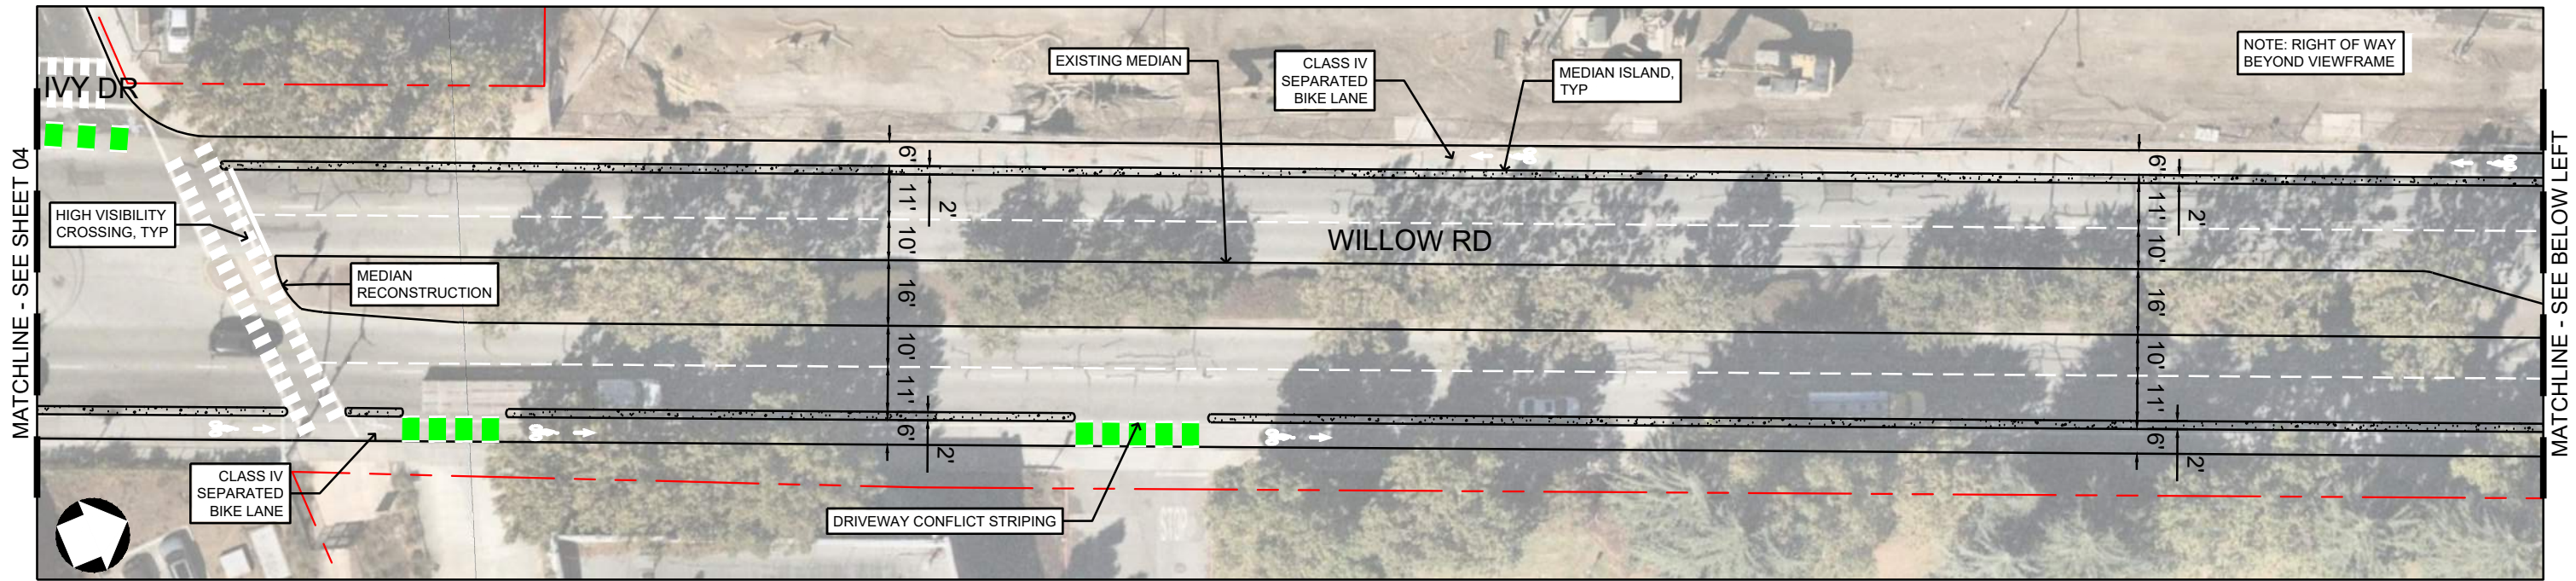 MATCHLINE - SEE SHEET 04
IVY DR
EXISTING MEDIAN
CLASS IV
SEPARATED
BIKE LANE
MEDIAN ISLAND,
TYP
NOTE: RIGHT OF WAY
BEYOND VIEWFRAME
HIGH VISIBILITY
CROSSING, TYP
MEDIAN
RECONSTRUCTION
WILLOW RD
6'
2'
11'
10'
16'
10'
11'
6'
2'
6'
2'
11'
10'
16'
10'
11'
6'
2'
CLASS IV
SEPARATED
BIKE LANE
DRIVEWAY CONFLICT STRIPING
STOP
MATCHLINE - SEE BELOW LEFT